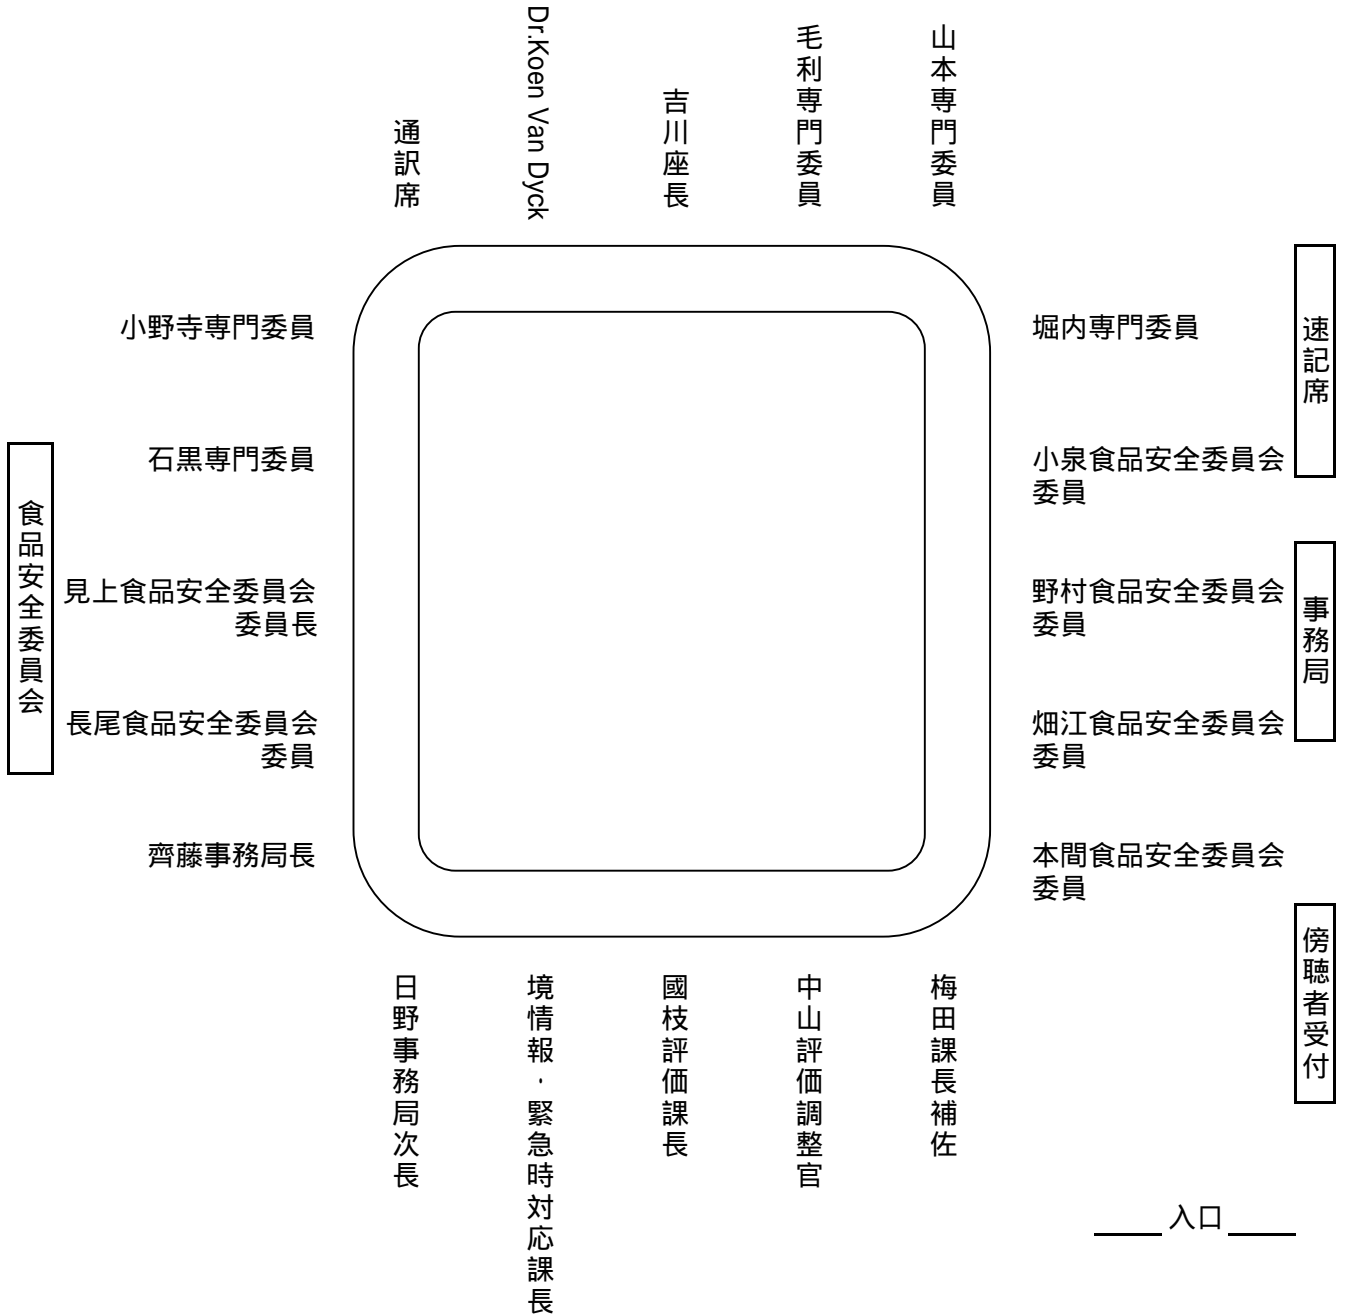 通訳席
Dr.Koen Van Dyck
吉川座長
毛利専門委員
山本専門委員
小野寺専門委員
石黒専門委員
見上食品安全委員会
委員長
長尾食品安全委員会
委員
齊藤事務局長
食品安全委員会
堀内専門委員
小泉食品安全委員会
委員
野村食品安全委員会
委員
畑江食品安全委員会
委員
本間食品安全委員会
委員
速記席
事務局
傍聴者受付
日野事務局次長
境情報・緊急時対応課長
國枝評価課長
中山評価調整官
梅田課長補佐
入口